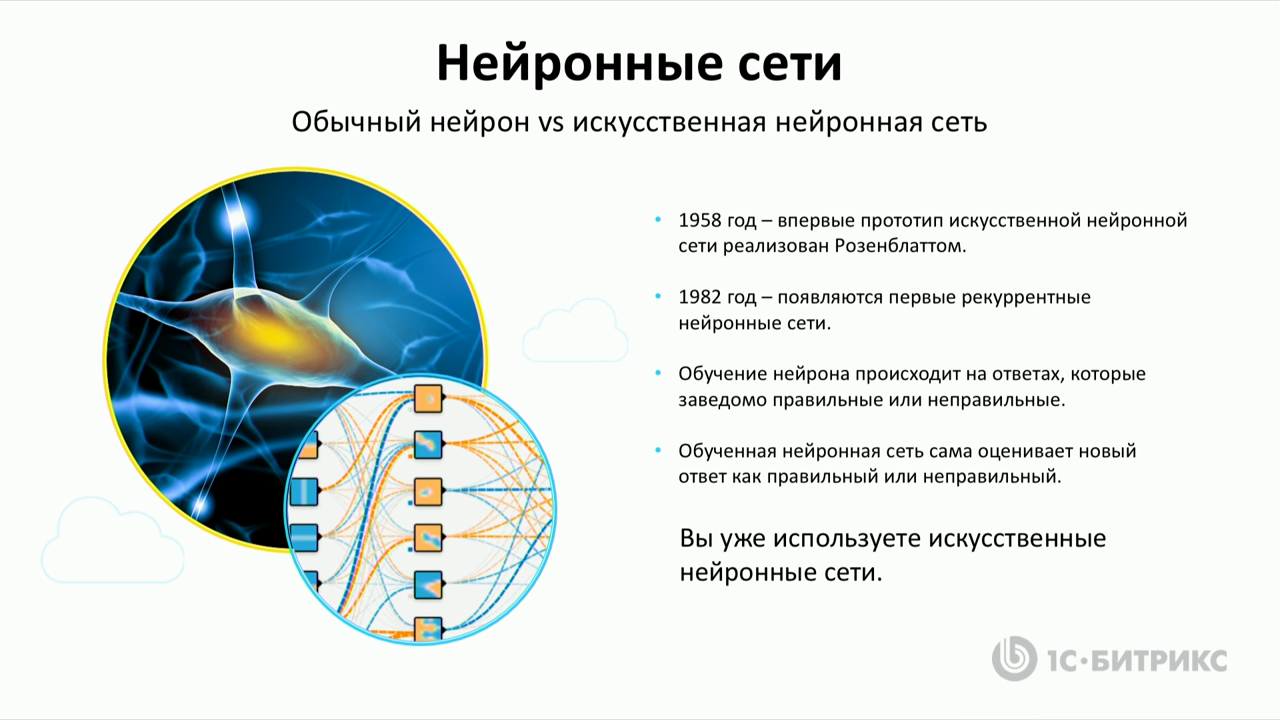 Нейронные сети
Обычный нейрон vs искусственная нейронная сеть
• 1958 год – впервые прототип искусственной нейронной
сети реализован Розенблаттом.
• 1982 год – появляются первые рекуррентные
нейронные сети.
• Обучение нейрона происходит на ответах, которые
заведомо правильные или неправильные.
• Обученная нейронная сеть сама оценивает новый
ответ как правильный или неправильный.
Вы уже используете искусственные
нейронные сети.
1С·БИТРИКС